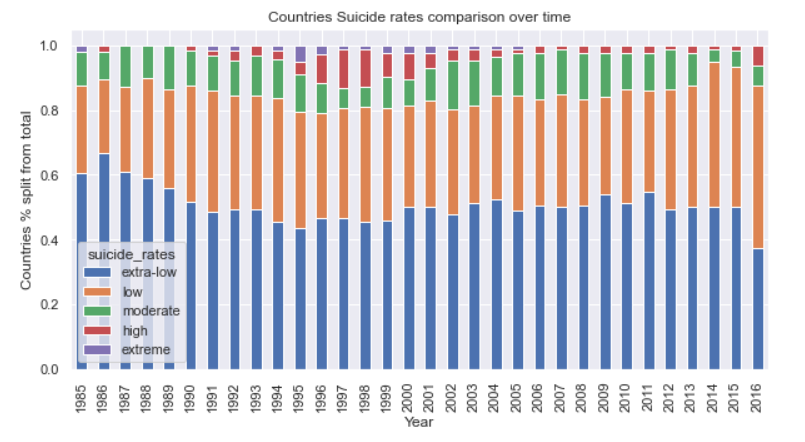 Countries Suicide rates comparison over time
Countries % split from total
1.0
0.8
0.6
0.4
0.2
0.0
suicide_rates
extra-low
low
moderate
high
extreme
1985 1986 1987 1988 1989 1990 1991 1992 1993 1994 1995 1996 1997 1998 1999 2000 2001 2002 2003 2004 2005 2006 2007 2008 2009 2010 2011 2012 2013 2014 2015 2016
Year